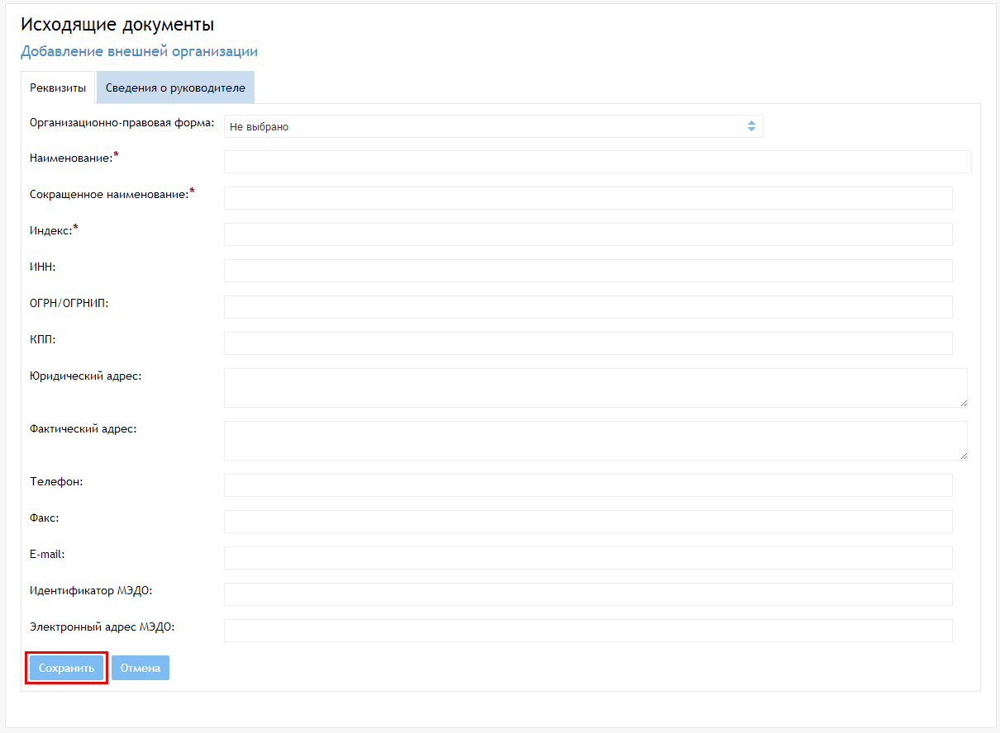 Исходящие документы
Добавление внешней организации
Реквизиты Сведения о руководителе
Организационно-правовая форма: Не выбрано
Наименование:*
Сокращенное наименование:*
Индекс:*
ИНН:
ОГРН/ОГРНИП:
КПП:
Юридический адрес:
Фактический адрес:
Телефон:
Факс:
E-mail:
Идентификатор МЭДО:
Электронный адрес МЭДО:
Сохранить Отмена